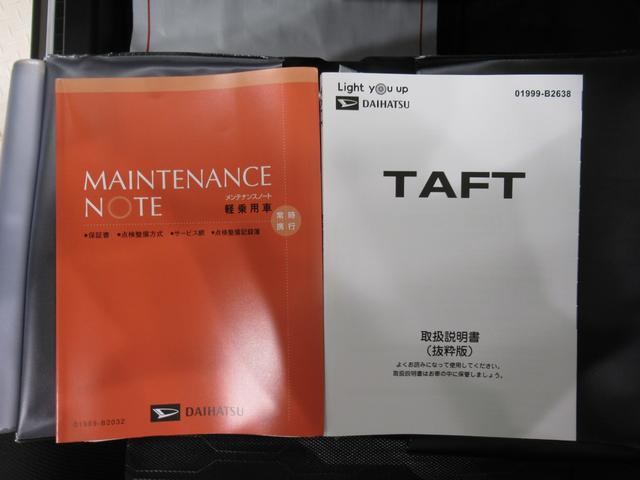 MAINTENANCE
NOTE
メンテナンスノート
軽乗用車
常時
携行
●保証書 ●点検整備方式 ●サービス網 ●点検整備記録簿
01999-B2032
DAIHATSU
Light you up
DAIHATSU
01999-B2638
TAFT
取扱説明書
（抜粋版）
よくお読みになって使用してください。
取扱説明書はお車の中に保管しましょう。